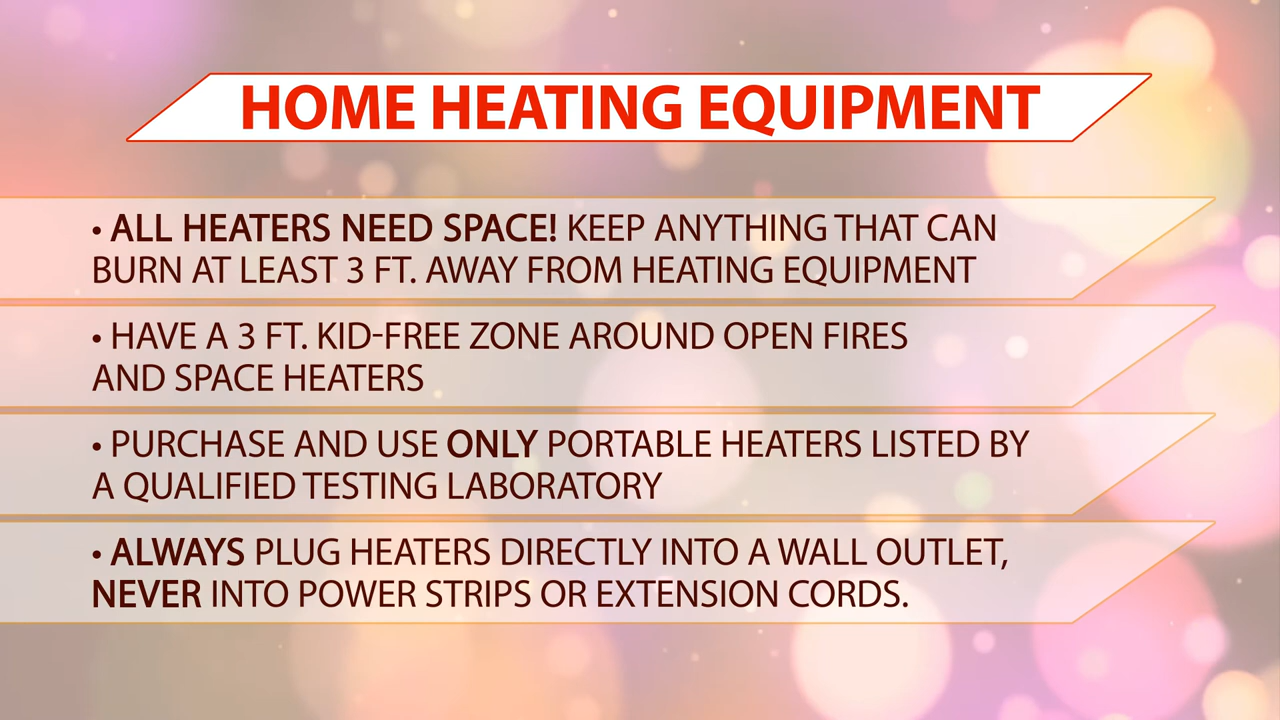 HOME HEATING EQUIPMENT
• ALL HEATERS NEED SPACE! KEEP ANYTHING THAT CAN
BURN AT LEAST 3 FT. AWAY FROM HEATING EQUIPMENT
• HAVE A 3 FT. KID-FREE ZONE AROUND OPEN FIRES
AND SPACE HEATERS
• PURCHASE AND USE ONLY PORTABLE HEATERS LISTED BY
A QUALIFIED TESTING LABORATORY
• ALWAYS PLUG HEATERS DIRECTLY INTO A WALL OUTLET,
NEVER INTO POWER STRIPS OR EXTENSION CORDS.